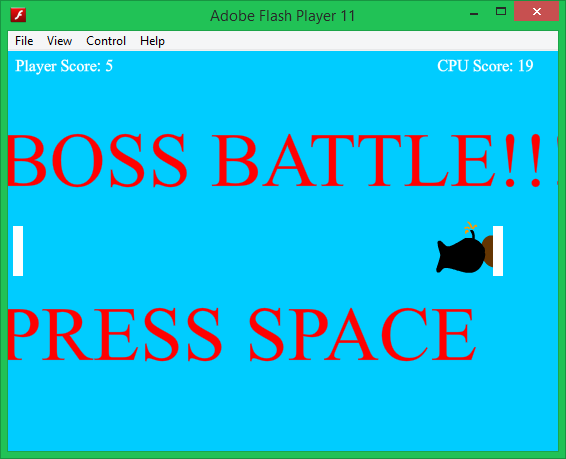 Adobe Flash Player 11
File View Control Help
Player Score: 5 CPU Score: 19
BOSS BATTLE!!
PRESS SPACE